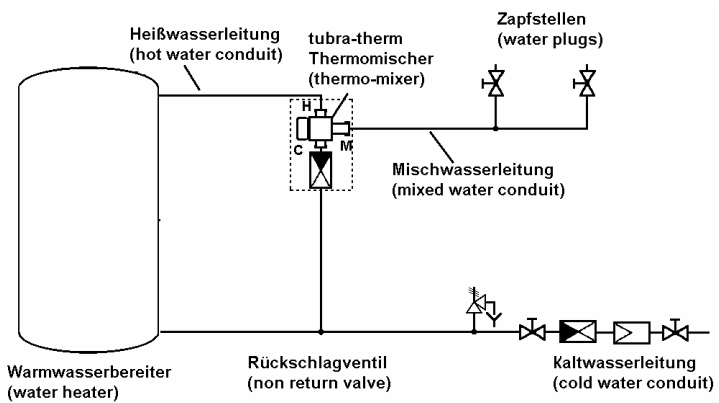 Heißwasserleitung
(hot water conduit)
tubra-therm
Thermomischer
(thermo-mixer)
Zapfstellen
(water plugs)
H
C
M
Mischwasserleitung
(mixed water conduit)
Warmwasserbereiter
(water heater)
Rückschlagventil
(non return valve)
Kaltwasserleitung
(cold water conduit)